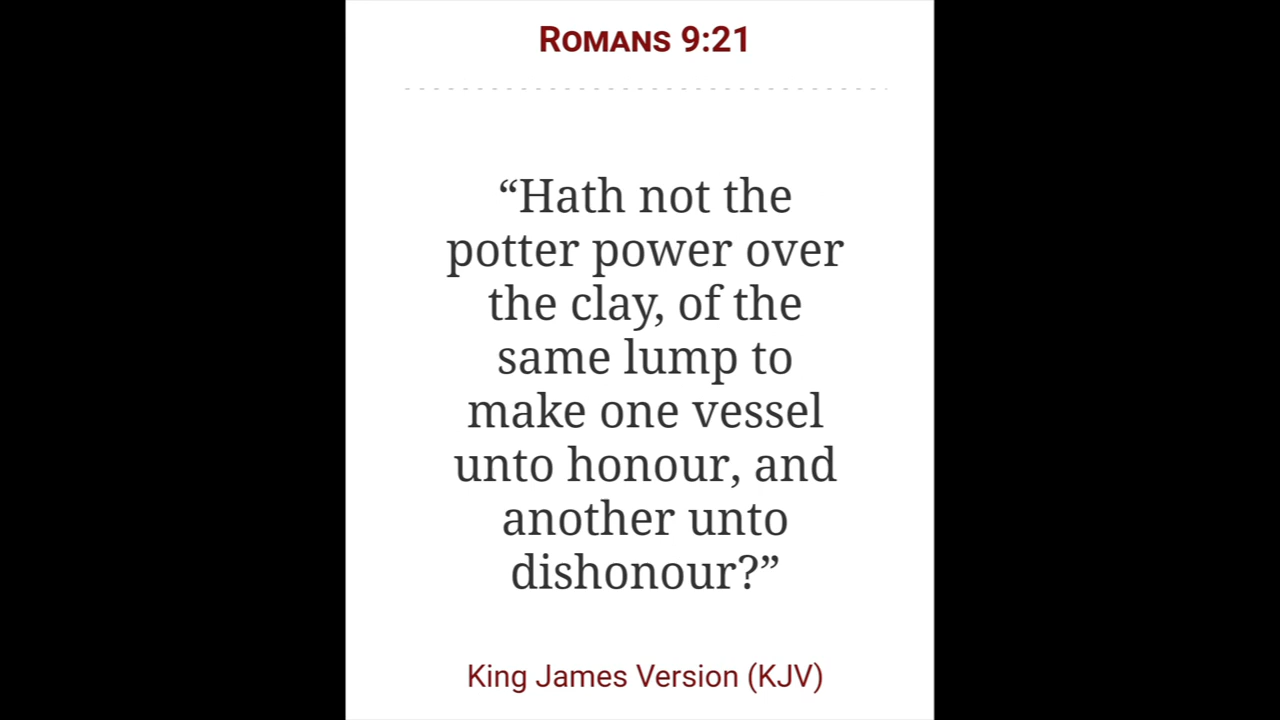 Romans 9:21
“Hath not the
potter power over
the clay, of the
same lump to
make one vessel
unto honour, and
another unto
dishonour?”
King James Version (KJV)